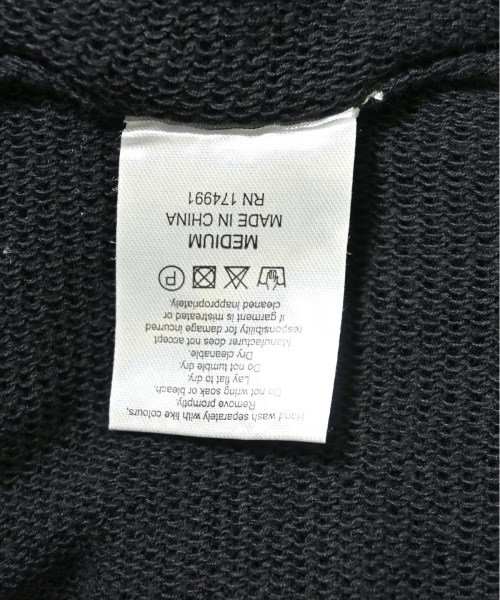 Hand wash separately with like colours,
Remove promptly.
Do not wring soak or bleach.
Lay flat to dry.
Do not tumble dry.
Dry cleanable.
Manufacturer does not accept
responsibility for damage incurred
if garment is mistreated or
cleaned inappropriately.
P
MEDIUM
MADE IN CHINA
RN 174991